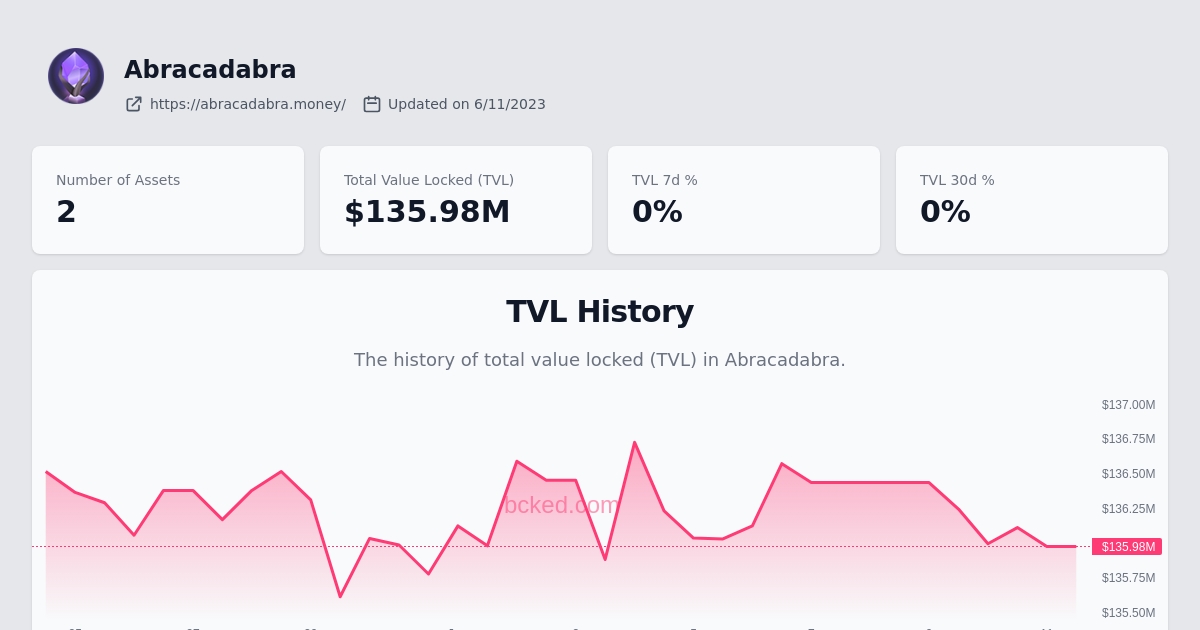 Abracadabra
https://abracadabra.money/ Updated on 6/11/2023
Number of Assets
2
Total Value Locked (TVL)
$135.98M
TVL 7d %
0%
TVL 30d %
0%
TVL History
The history of total value locked (TVL) in Abracadabra.
$137.00M
$136.75M
$136.50M
$136.25M
$135.98M
$135.75M
$135.50M
bcked.com